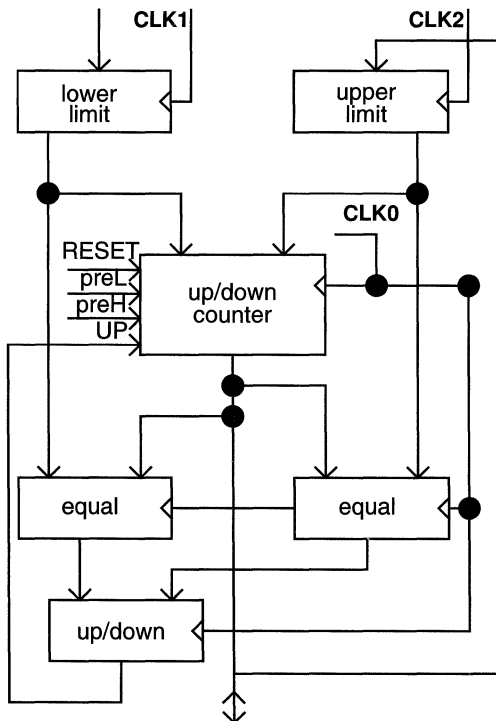 CLK1
CLK2
lower
limit
upper
limit
CLK0
RESET
preL
preH
UP
up/down
counter
equal
equal
up/down